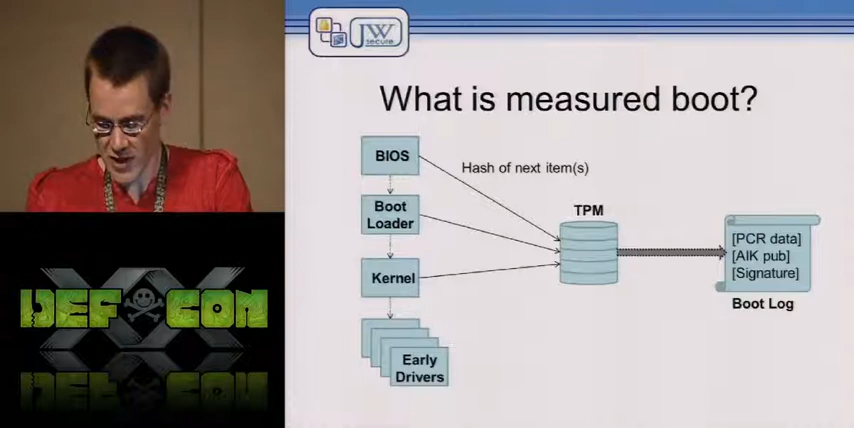 JW
secure
What is measured boot?
BIOS
Hash of next item(s)
Boot
Loader
TPM
Kernel
[PCR data]
[AIK pub]
[Signature]
Boot Log
Early
Drivers
DEF CON
XX